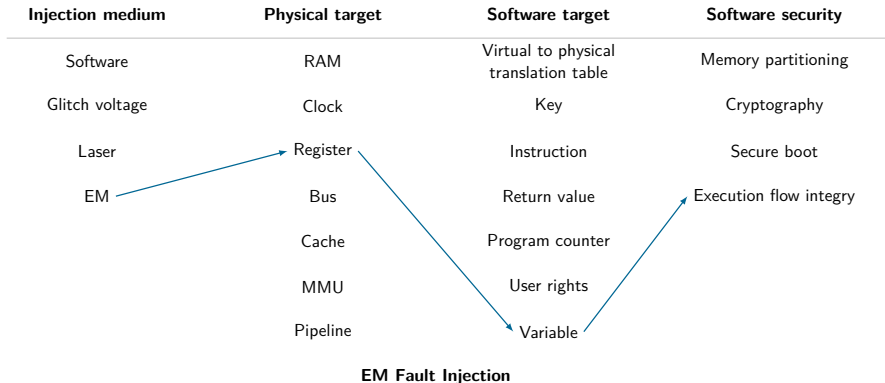 Injection medium Physical target Software target Software security
Software RAM Virtual to physical Memory partitioning
translation table
Glitch voltage Clock Key Cryptography
Laser Register Instruction Secure boot
EM Bus Return value Execution flow integry
Cache Program counter
MMU User rights
Pipeline Variable
EM Fault Injection